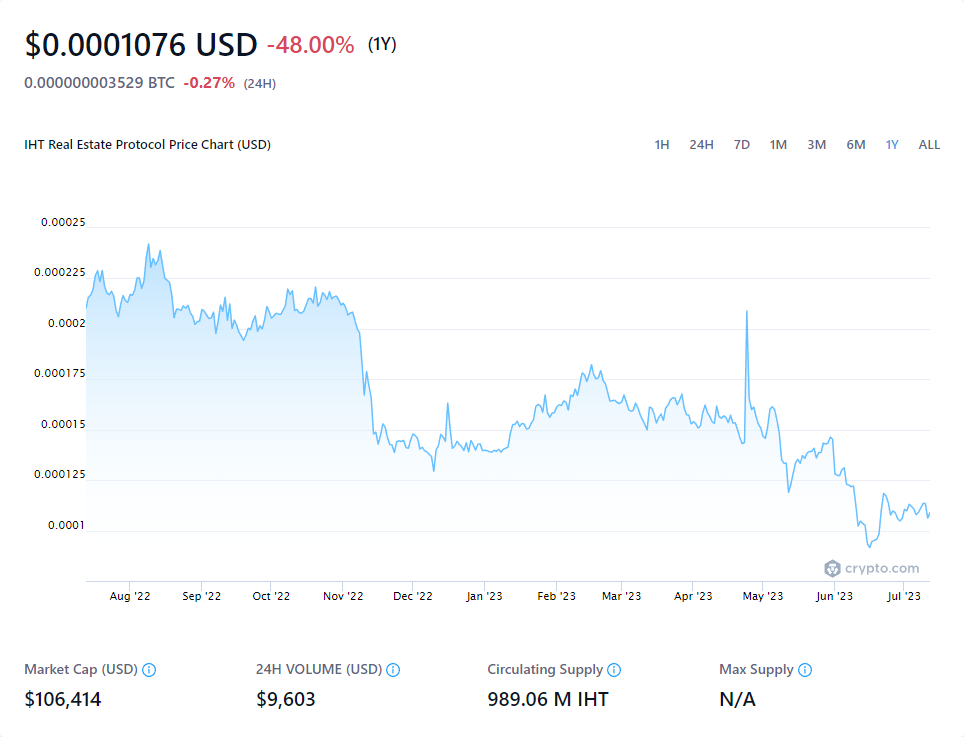 $0.0001076 USD -48.00% (1Y)
0.000000003529 BTC -0.27% (24H)
IHT Real Estate Protocol Price Chart (USD) 1H 24H 7D 1M 3M 6M 1Y ALL
0.00025
0.000225
0.0002
0.000175
0.00015
0.000125
0.0001
crypto.com
Aug '22 Sep '22 Oct '22 Nov '22 Dec '22 Jan '23 Feb '23 Mar '23 Apr '23 May '23 Jun '23 Jul '23
Market Cap (USD) 24H VOLUME (USD) Circulating Supply Max Supply
$106,414 $9,603 989.06 M IHT N/A